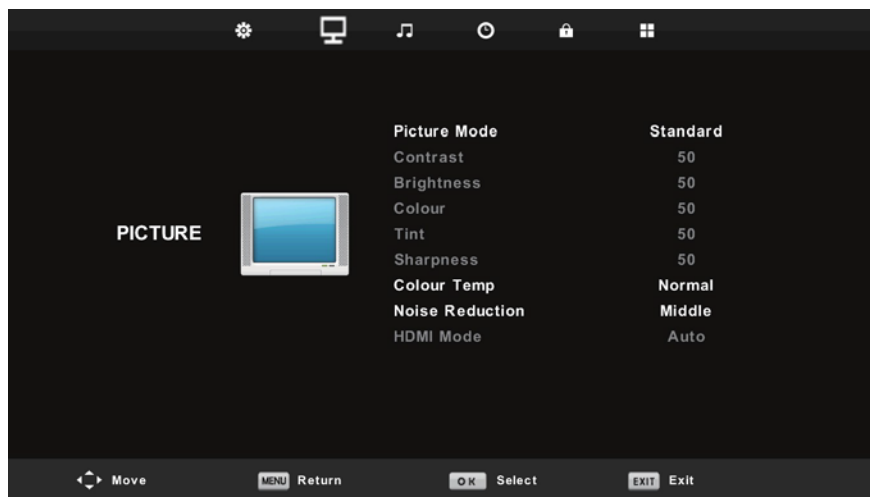 Picture Mode Standard
Contrast 50
Brightness 50
Colour 50
PICTURE
Tint 50
Sharpness 50
Colour Temp Normal
Noise Reduction Middle
HDMI Mode Auto
Move MENU Return OK Select EXIT Exit